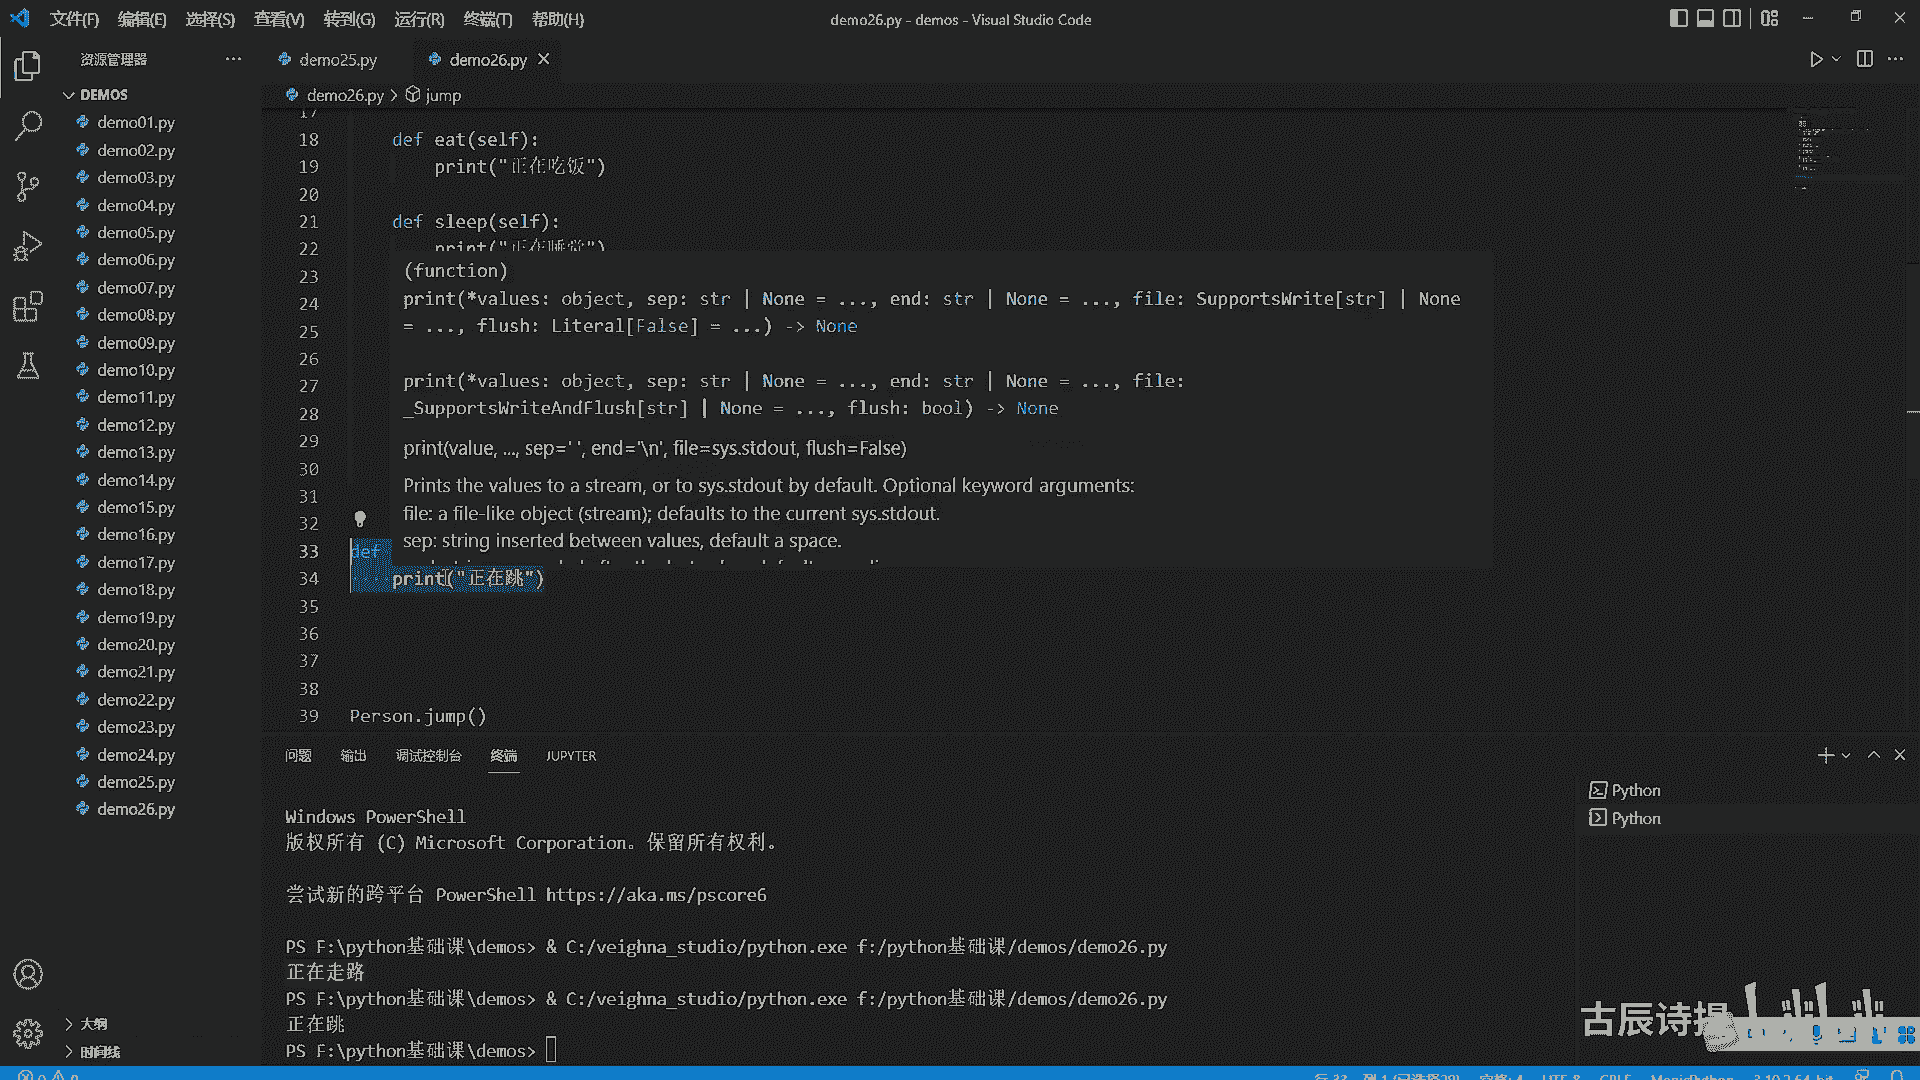 文件(F) 编辑(E) 选择(S) 查看(V) 转到(G) 运行(R) 终端(T) 帮助(H)
demo26.py - demos - Visual Studio Code
资源管理器
DEMOS
demo01.py
demo02.py
demo03.py
demo04.py
demo05.py
demo06.py
demo07.py
demo08.py
demo09.py
demo10.py
demo11.py
demo12.py
demo13.py
demo14.py
demo15.py
demo16.py
demo17.py
demo18.py
demo19.py
demo20.py
demo21.py
demo22.py
demo23.py
demo24.py
demo25.py
demo26.py
大纲
时间线
demo25.py demo26.py
demo26.py > jump
17
18 def eat(self):
19 print("正在吃饭")
20
21 def sleep(self):
22 print("正在睡觉")
23 (function)
24 print(*values: object, sep: str | None = ..., end: str | None = ..., file: SupportsWrite[str] | None
25 = ..., flush: Literal[False] = ...) -> None
26
27 print(*values: object, sep: str | None = ..., end: str | None = ..., file:
28 _SupportsWriteAndFlush[str] | None = ..., flush: bool) -> None
29 print(value, ..., sep=' ', end='\n', file=sys.stdout, flush=False)
30
31 Prints the values to a stream, or to sys.stdout by default. Optional keyword arguments:
32 file: a file-like object (stream); defaults to the current sys.stdout.
sep: string inserted between values, default a space.
33 def
34 print("正在跳")
35
36
37
38
39 Person.jump()
问题 输出 调试控制台 终端 JUPYTER
Python
Python
Windows PowerShell
版权所有 (C) Microsoft Corporation。保留所有权利。
尝试新的跨平台 PowerShell https://aka.ms/pscore6
PS F:\python基础课\demos> & C:/veighna_studio/python.exe f:/python基础课/demos/demo26.py
正在走路
PS F:\python基础课\demos> & C:/veighna_studio/python.exe f:/python基础课/demos/demo26.py
正在跳
PS F:\python基础课\demos>
古辰诗